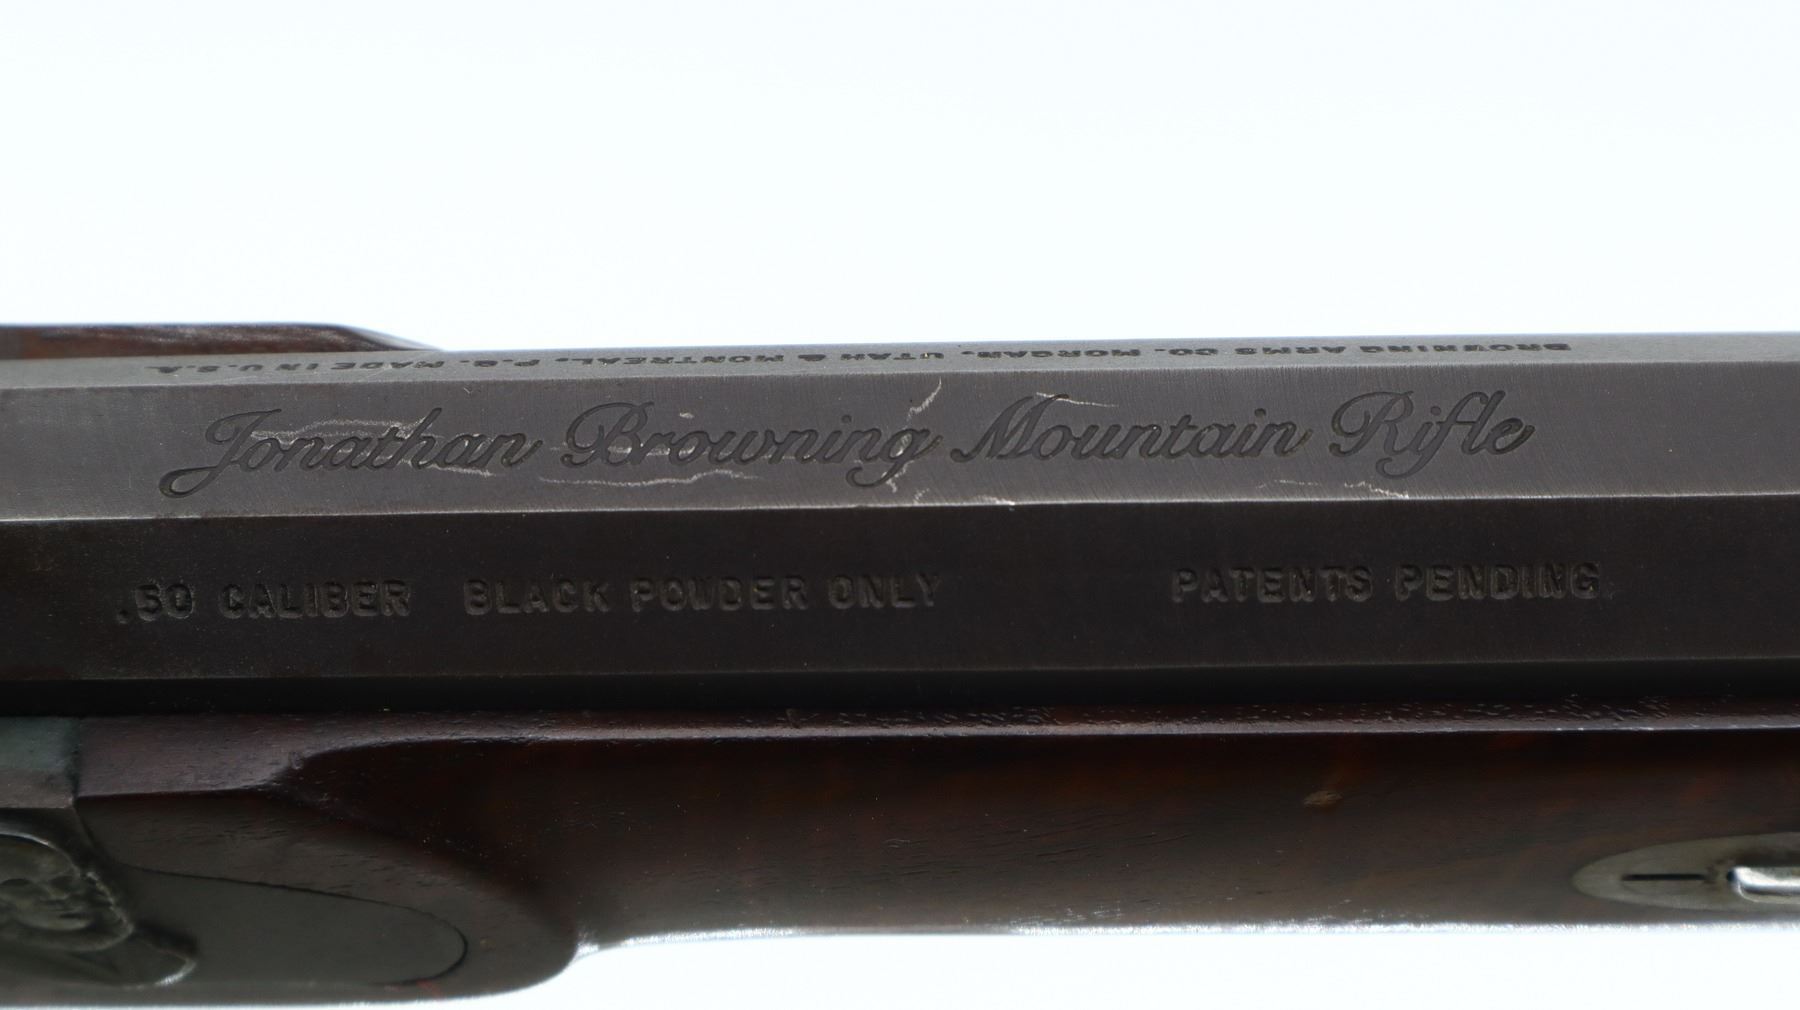 BROWNING ARMS CO. MORGAN, UTAH & MONTREAL, P.Q. MADE IN U.S.A.
Jonathan Browning Mountain Rifle
.50 CALIBER BLACK POWDER ONLY PATENTS PENDING